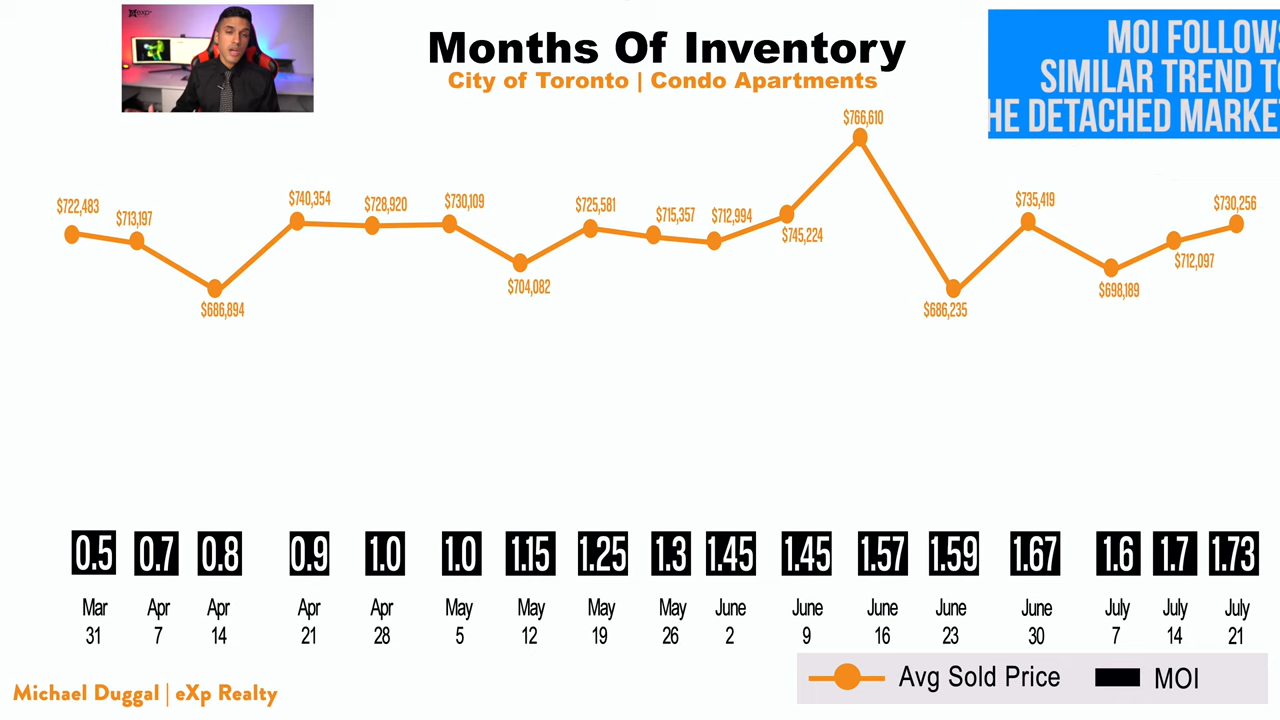 eXp
Months Of Inventory
City of Toronto | Condo Apartments
MOI FOLLOWS
SIMILAR TREND TO
HE DETACHED MARKE
$722,483
$713,197
$686,894
$740,354
$728,920
$730,109
$704,082
$725,581
$715,357
$712,994
$745,224
$766,610
$686,235
$735,419
$698,189
$712,097
$730,256
0.5 0.7 0.8 0.9 1.0 1.0 1.15 1.25 1.3 1.45 1.45 1.57 1.59 1.67 1.6 1.7 1.73
Mar Apr Apr Apr Apr May May May May June June June June June July July July
31 7 14 21 28 5 12 19 26 2 9 16 23 30 7 14 21
Avg Sold Price MOI
Michael Duggal | eXp Realty